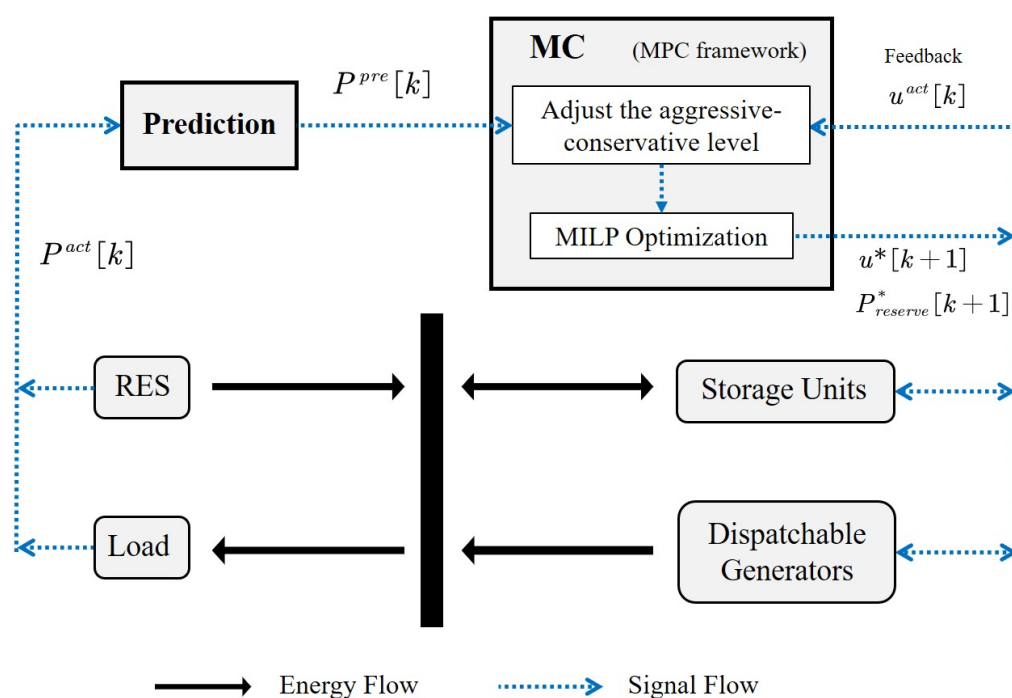 MC (MPC framework)
Feedback
P^{pre}[k]
u^{act}[k]
Prediction
Adjust the aggressive-
conservative level
MILP Optimization
P^{act}[k]
u*[k+1]
P^{*}_{reserve}[k+1]
RES
Storage Units
Load
Dispatchable
Generators
Energy Flow
Signal Flow